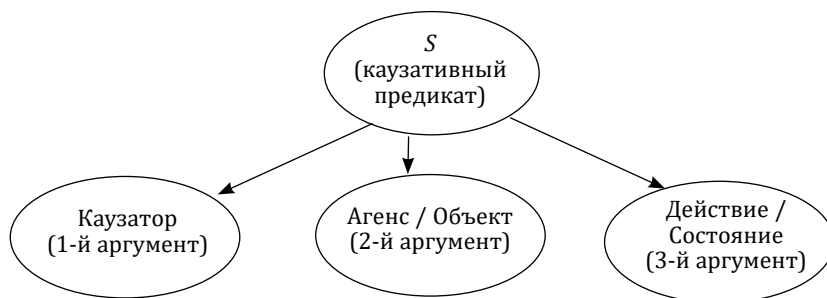 S
(каузативный
предикат)
Каузатор
(1-й аргумент)
Агенс / Объект
(2-й аргумент)
Действие /
Состояние
(3-й аргумент)